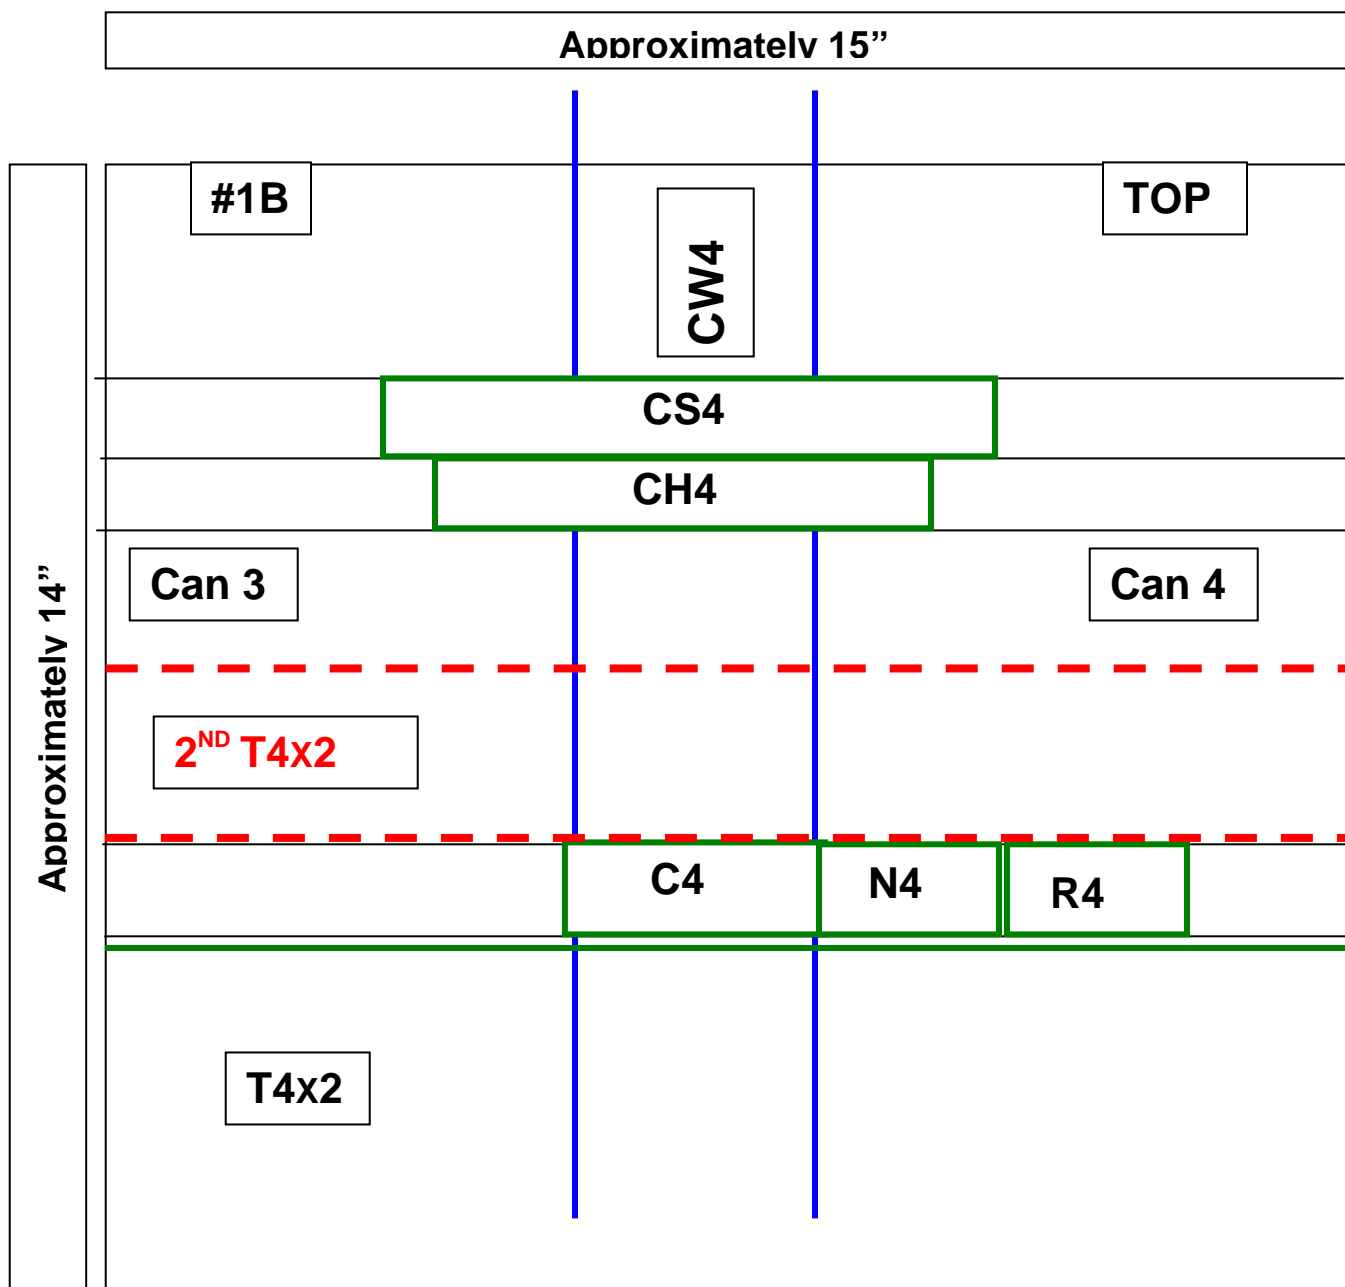 Approximately 15”
#1B
TOP
CW4
CS4
CH4
Can 3
Can 4
Approximately 14”
2ND T4x2
C4
N4
R4
T4x2